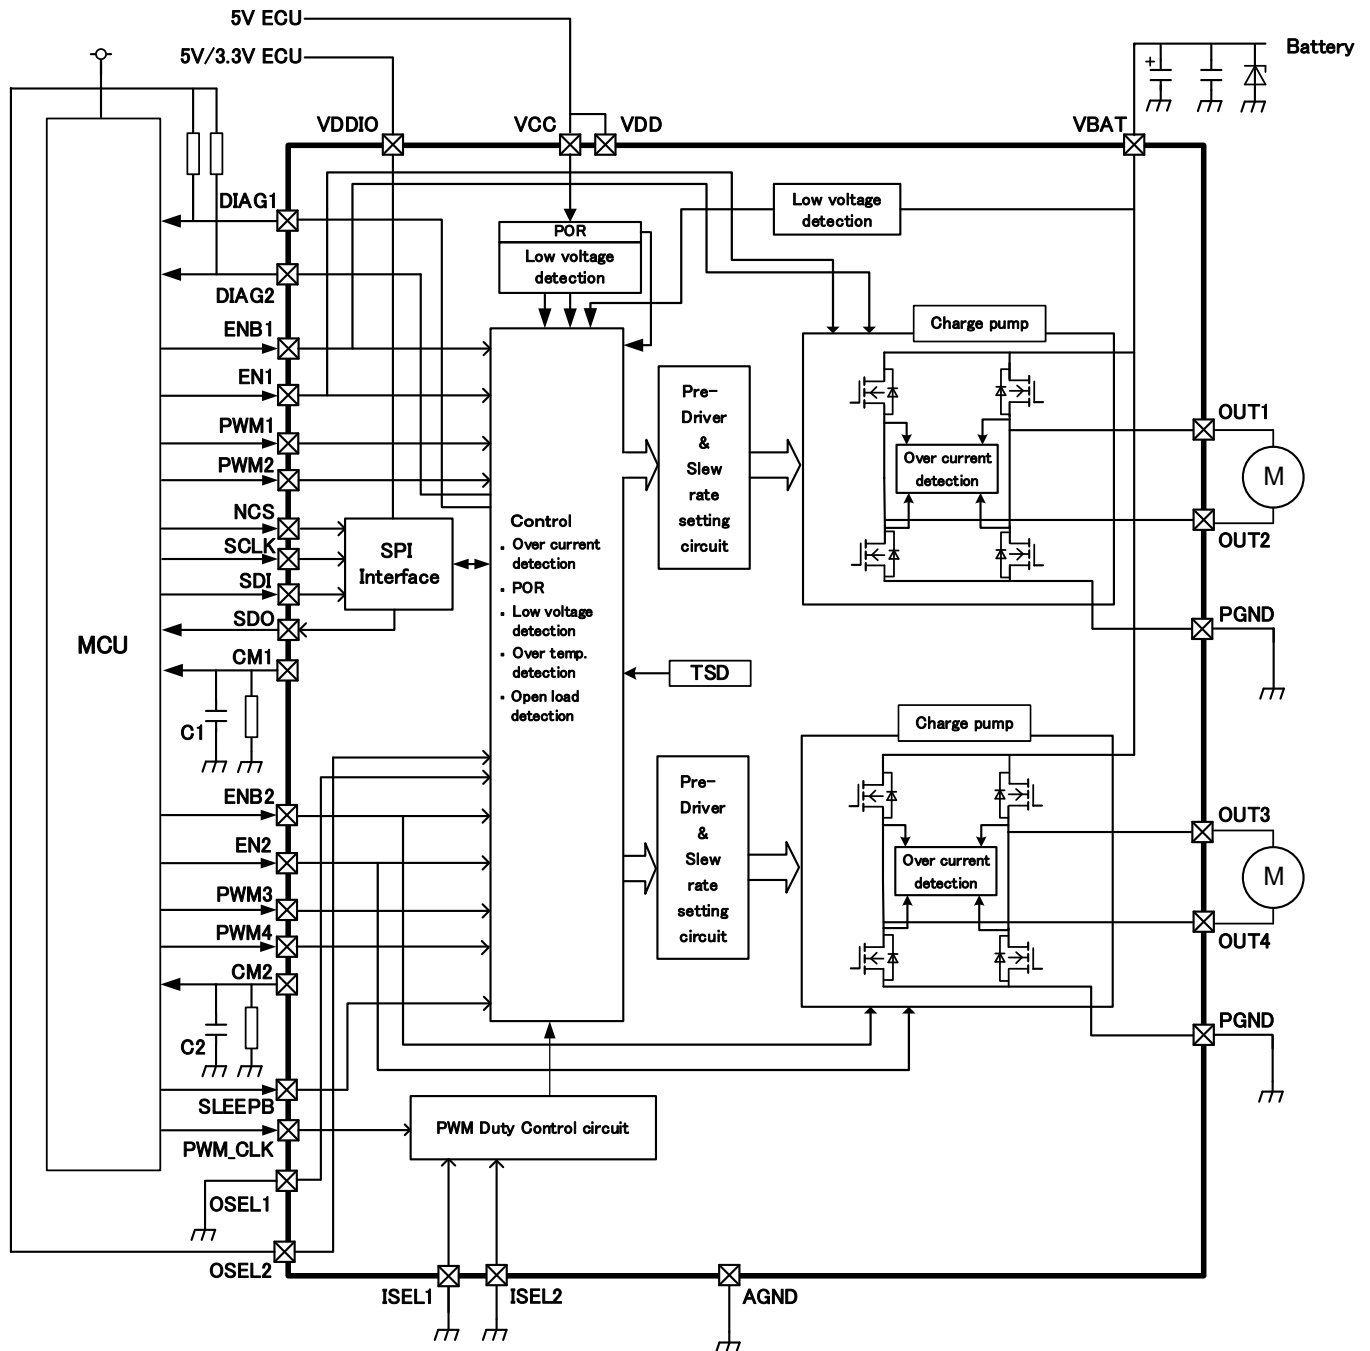 5V ECU
5V/3.3V ECU
Battery
VDDIO
VCC
VDD
VBAT
DIAG1
DIAG2
ENB1
EN1
PWM1
PWM2
NCS
SCLK
SDI
SDO
CM1
C1
ENB2
EN2
PWM3
PWM4
CM2
C2
SLEEPB
PWM_CLK
OSEL1
OSEL2
MCU
POR
Low voltage
detection
Low voltage
detection
SPI
Interface
Control
. Over current
detection
. POR
. Low voltage
detection
. Over temp.
detection
. Open load
detection
Pre-
Driver
&
Slew
rate
setting
circuit
Charge pump
Over current
detection
TSD
Pre-
Driver
&
Slew
rate
setting
circuit
Charge pump
Over current
detection
PWM Duty Control circuit
OUT1
M
OUT2
PGND
OUT3
M
OUT4
PGND
ISEL1
ISEL2
AGND
+